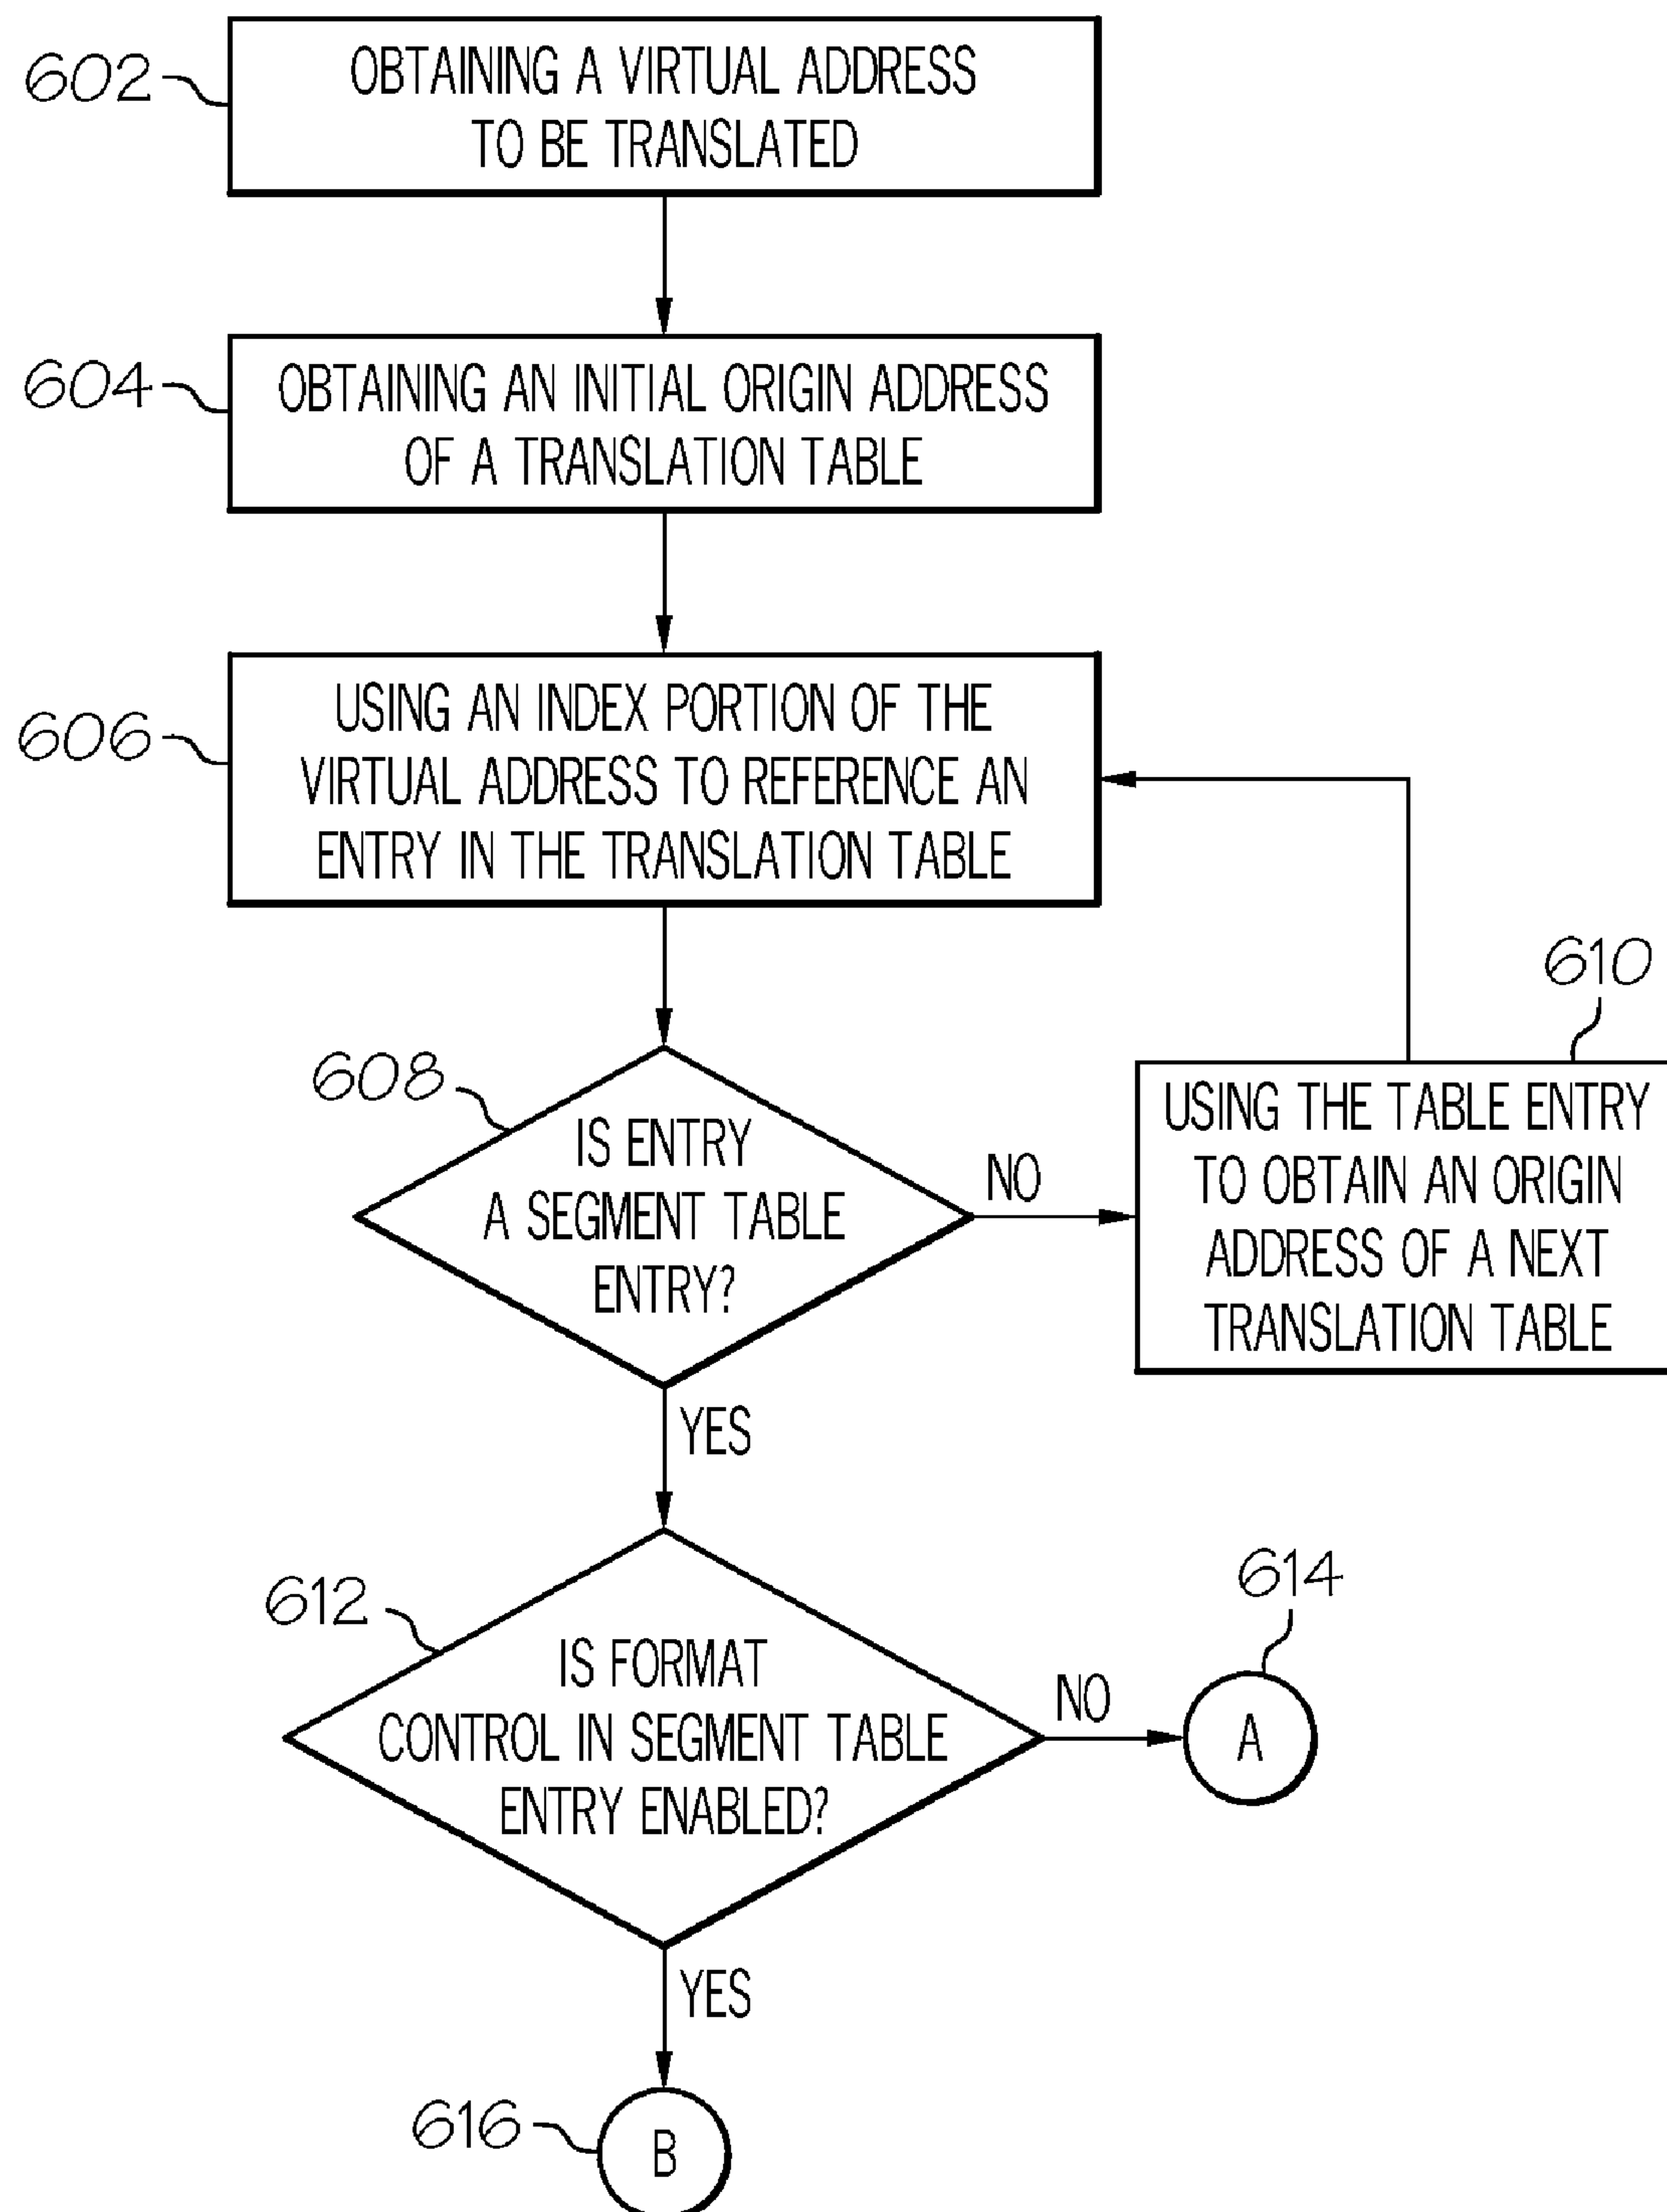 602
OBTAINING A VIRTUAL ADDRESS
TO BE TRANSLATED
604
OBTAINING AN INITIAL ORIGIN ADDRESS
OF A TRANSLATION TABLE
606
USING AN INDEX PORTION OF THE
VIRTUAL ADDRESS TO REFERENCE AN
ENTRY IN THE TRANSLATION TABLE
608
IS ENTRY
A SEGMENT TABLE
ENTRY?
NO
610
USING THE TABLE ENTRY
TO OBTAIN AN ORIGIN
ADDRESS OF A NEXT
TRANSLATION TABLE
YES
612
IS FORMAT
CONTROL IN SEGMENT TABLE
ENTRY ENABLED?
NO
614
A
YES
616
B